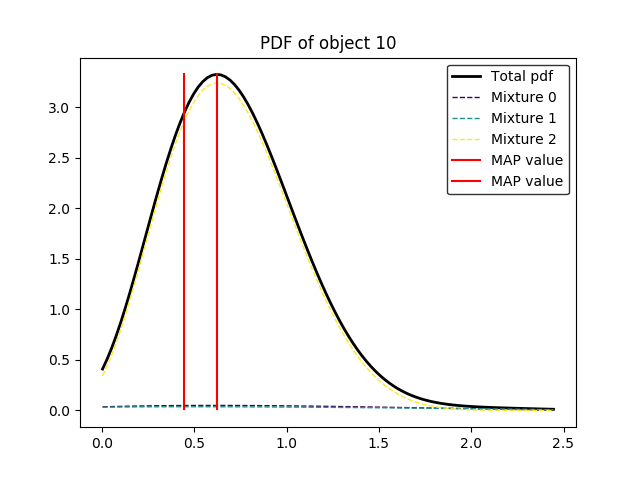 PDF of object 10
Total pdf
Mixture 0
Mixture 1
Mixture 2
MAP value
MAP value
3.0
2.5
2.0
1.5
1.0
0.5
0.0
0.0 0.5 1.0 1.5 2.0 2.5